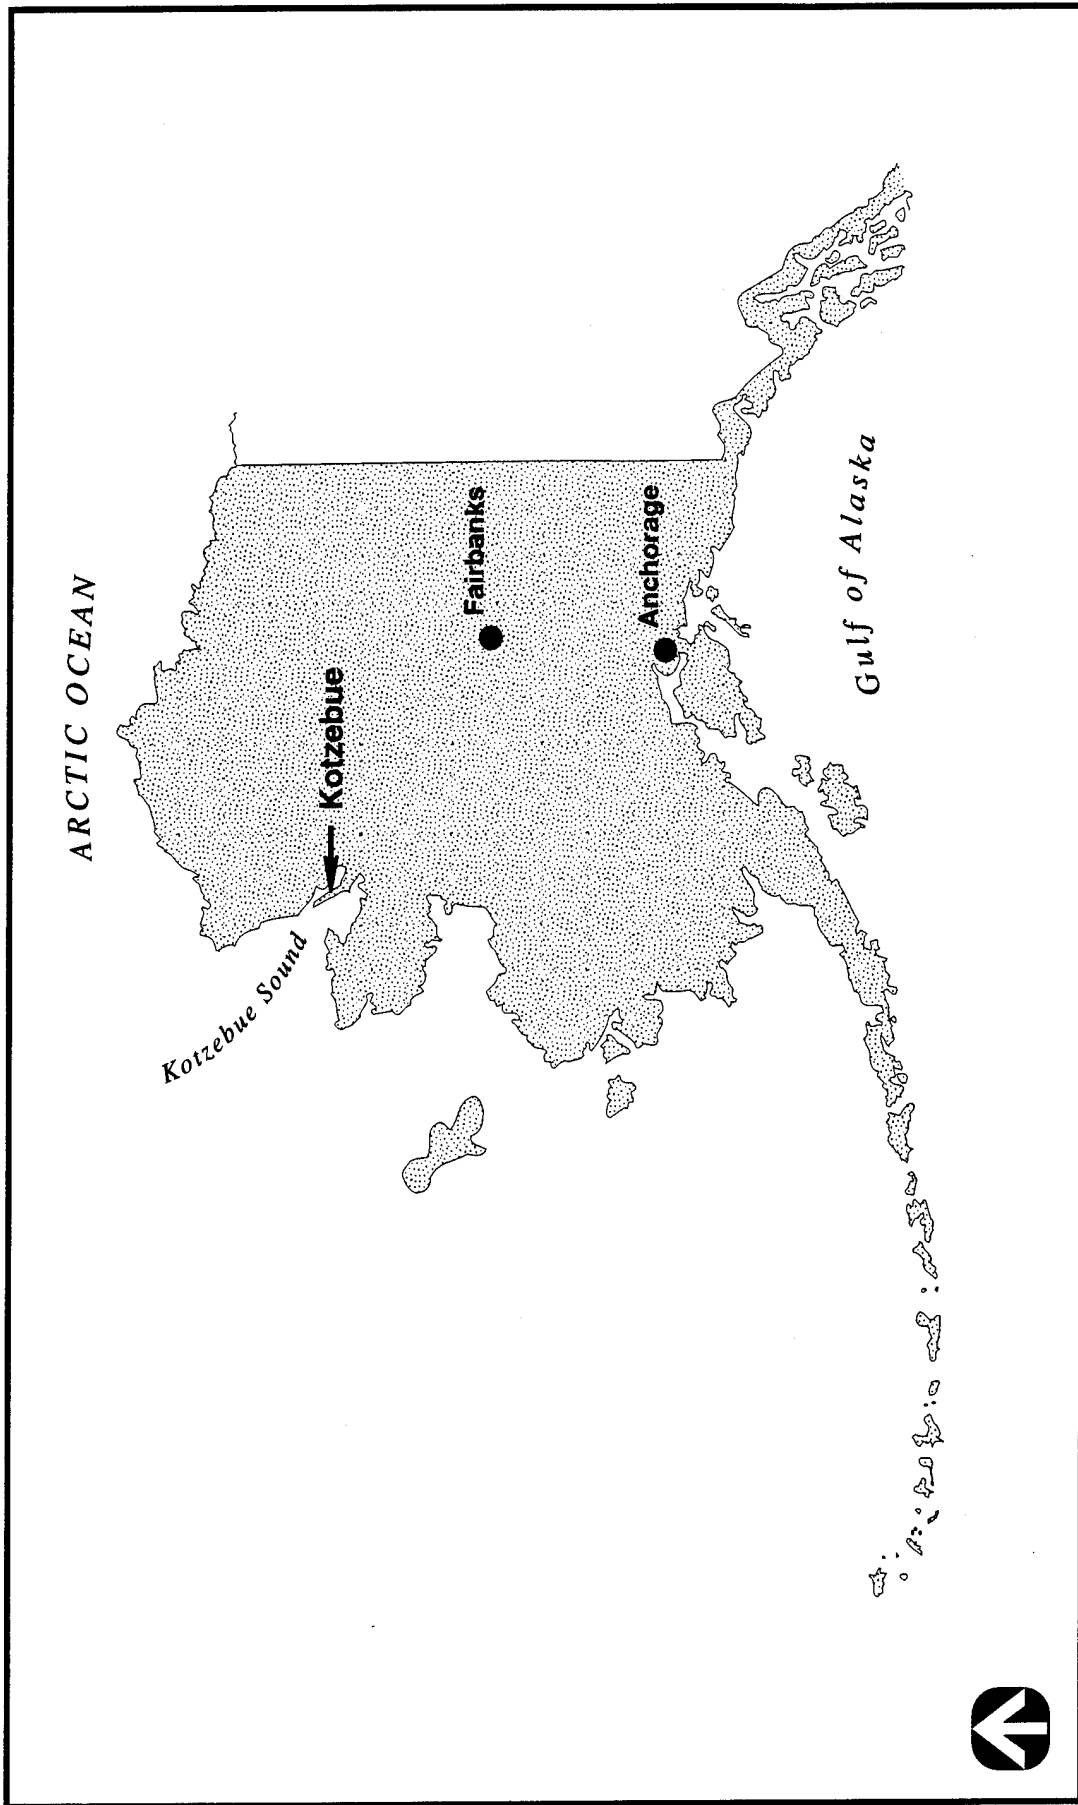 ARCTIC OCEAN
Kotzebue Sound
Kotzebue
Fairbanks
Anchorage
Gulf of Alaska